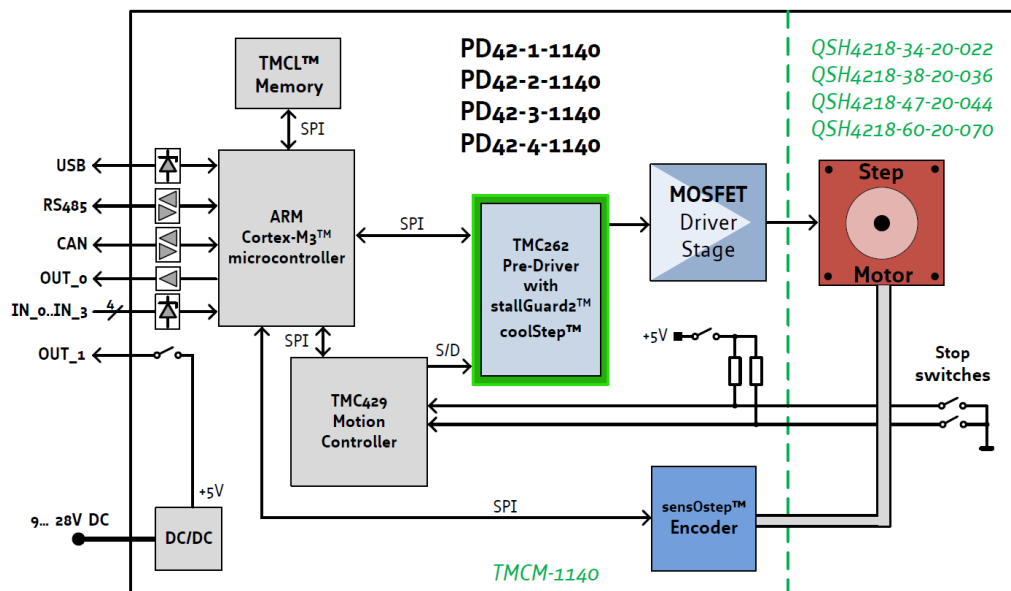 TMCL™
Memory
PD42-1-1140
PD42-2-1140
PD42-3-1140
PD42-4-1140
QSH4218-34-20-022
QSH4218-38-20-036
QSH4218-47-20-044
QSH4218-60-20-070
SPI
USB
RS485
CAN
OUT_0
IN_0..IN_3
4
OUT_1
ARM
Cortex-M3™
microcontroller
SPI
TMC262
Pre-Driver
with
stallGuard2™
coolStep™
MOSFET
Driver
Stage
Step
Motor
SPI
S/D
+5V
Stop
switches
TMC429
Motion
Controller
+5V
9... 28V DC
DC/DC
SPI
sensOstep™
Encoder
TMCM-1140